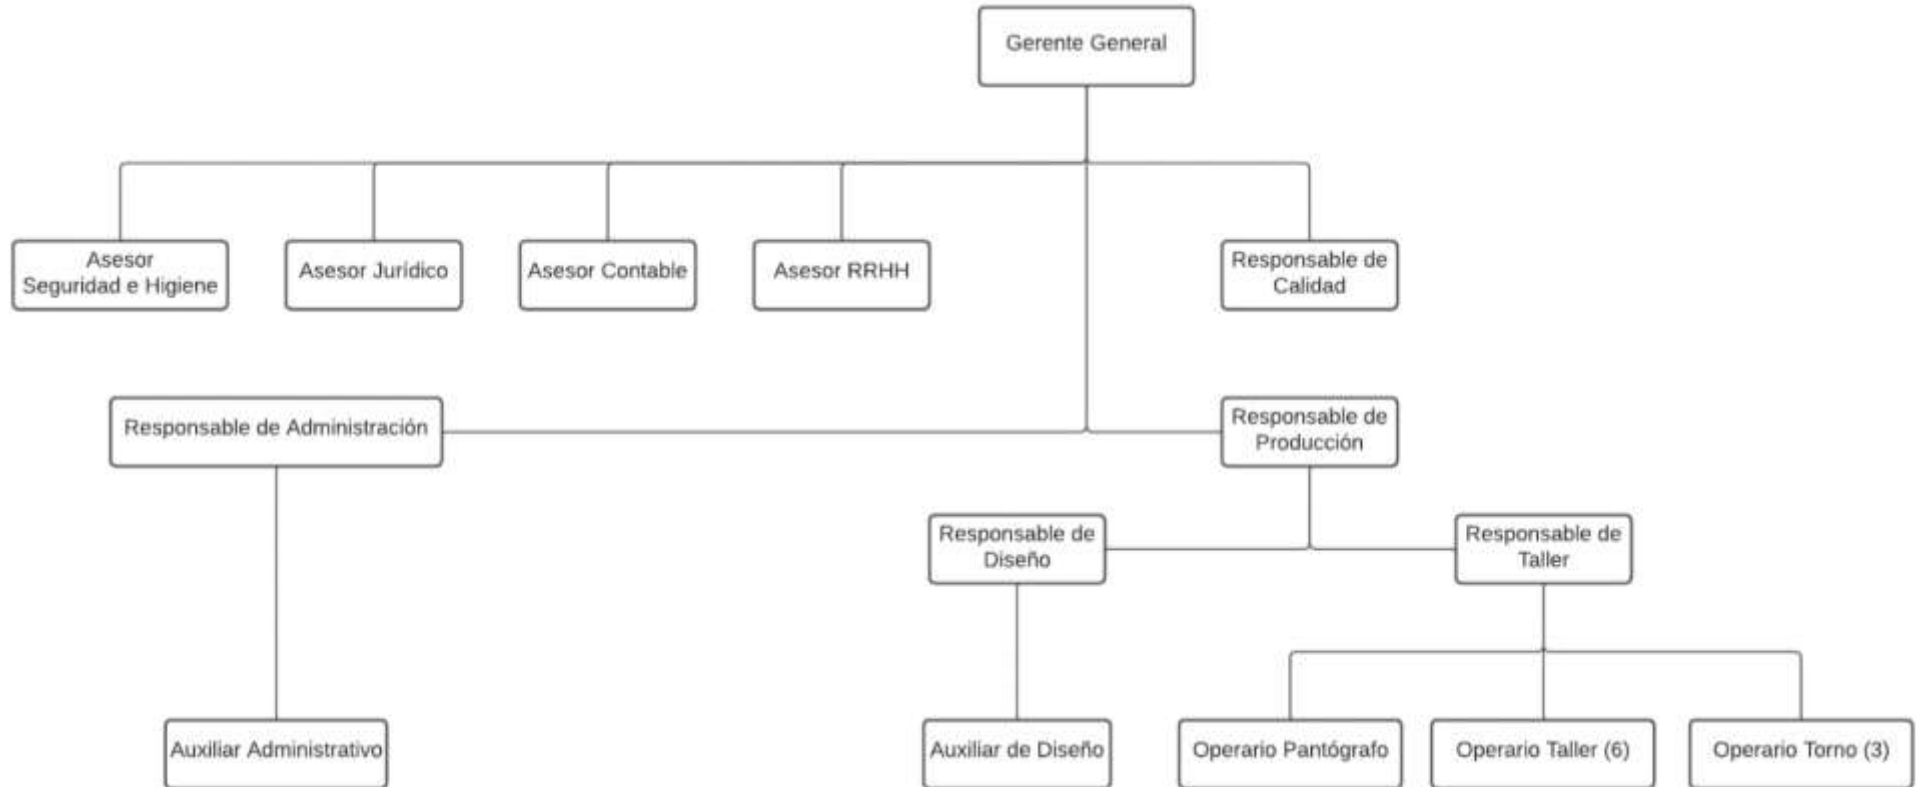 Gerente General
Asesor
Seguridad e Higiene
Asesor Jurídico
Asesor Contable
Asesor RRHH
Responsable de
Calidad
Responsable de Administración
Responsable de
Producción
Responsable de
Diseño
Responsable de
Taller
Auxiliar Administrativo
Auxiliar de Diseño
Operario Pantógrafo
Operario Taller (6)
Operario Torno (3)